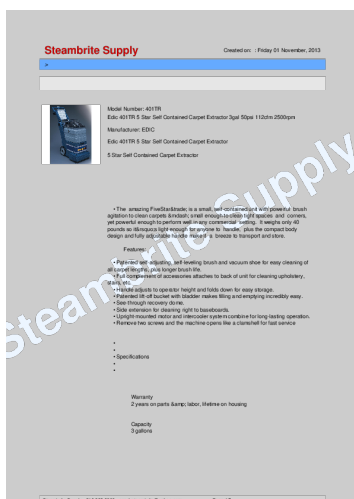 Steambrite Supply
Created on: : Friday 01 November, 2013
>
Model Number: 401TR
Edic 401TR 5 Star Self Contained Carpet Extractor 3gal 50psi 112cfm 2500rpm
Manufacturer: EDIC
Edic 401TR 5 Star Self Contained Carpet Extractor
5 Star Self Contained Carpet Extractor
• The amazing FiveStar&trade; is a small, self-contained unit with powerful brush
agitation to clean carpets &mdash; small enough to clean tight spaces and corners,
yet powerful enough to perform well in any commercial setting. It weighs only 40
pounds so it&rsquo;s light enough for anyone to handle, plus the compact body
design and fully adjustable handle make it a breeze to transport and store.
Features:
• Patented self-adjusting, self leveling brush and vacuum shoe for easy cleaning of
all carpet lengths, plus longer brush life.
• Full complement of accessories attaches to back of unit for cleaning upholstery,
stairs, etc.
• Handle adjusts to operator height and folds down for easy storage.
• Patented lift-off bucket with bladder makes filling and emptying incredibly easy.
• See-through recovery dome.
• Side extension for cleaning right to baseboards.
• Upright mounted motor and intercooler system combine for long-lasting operation.
• Remove two screws and the machine opens like a clamshell for fast service
•
•
• Specifications
•
•
Warranty
2 years on parts &amp; labor, lifetime on housing
Capacity
3 gallons
Steambrite Supply